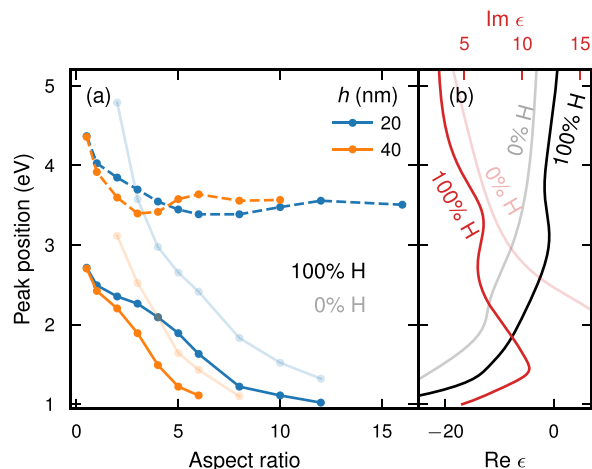 Im ϵ
5 10 15
(a) h (nm)
20
40
(b)
0% H
100% H
100% H
0% H
100% H
0% H
5
4
3
2
1
Peak position (eV)
0 5 10 15
−20 0
Aspect ratio
Re ϵ